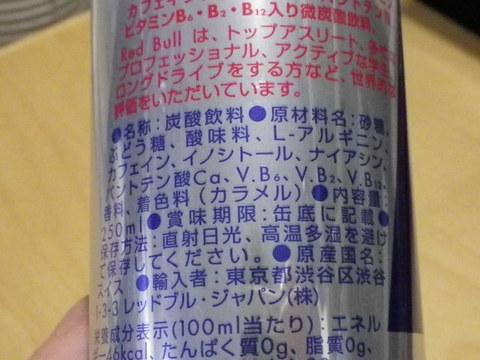 カフェイン
ビタミンB6・B2・B12入り微炭酸飲料。
Red Bull は、トップアスリート、多忙な
プロフェッショナル、アクティブな学生、
ロングドライブをする方など、世界的な
評価をいただいています。
●名称:炭酸飲料●原材料名:砂糖、
ぶどう糖、酸味料、L-アルギニン、
カフェイン、イノシトール、ナイアシン、
パントテン酸Ca、V.B6、V.B2、V.B12、
香料、着色料(カラメル)●内容量:
250ml●賞味期限:缶底に記載●
保存方法:直射日光、高温多湿を避け
て保存してください。●原産国名:
スイス●輸入者:東京都渋谷区渋谷
1-3-3 レッドブル・ジャパン(株)
栄養成分表示(100ml当たり):エネル
ギー46kcal、たんぱく質0g、脂質0g、